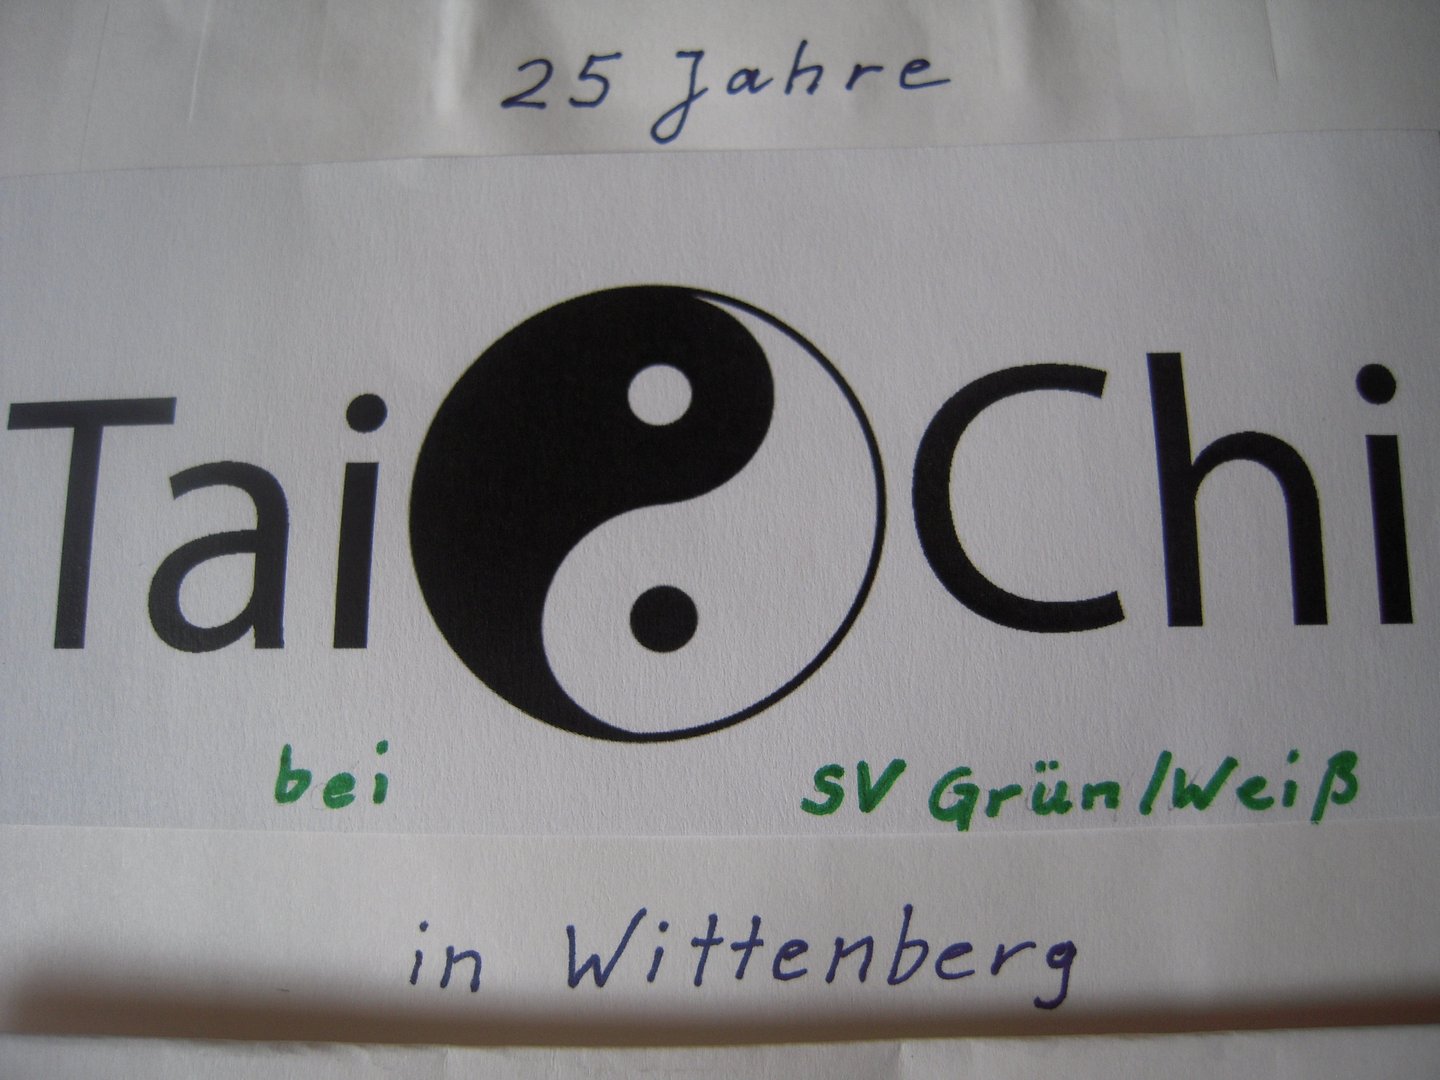 25 Jahre
Tai Chi
bei SV Grün/Weiß
in Wittenberg